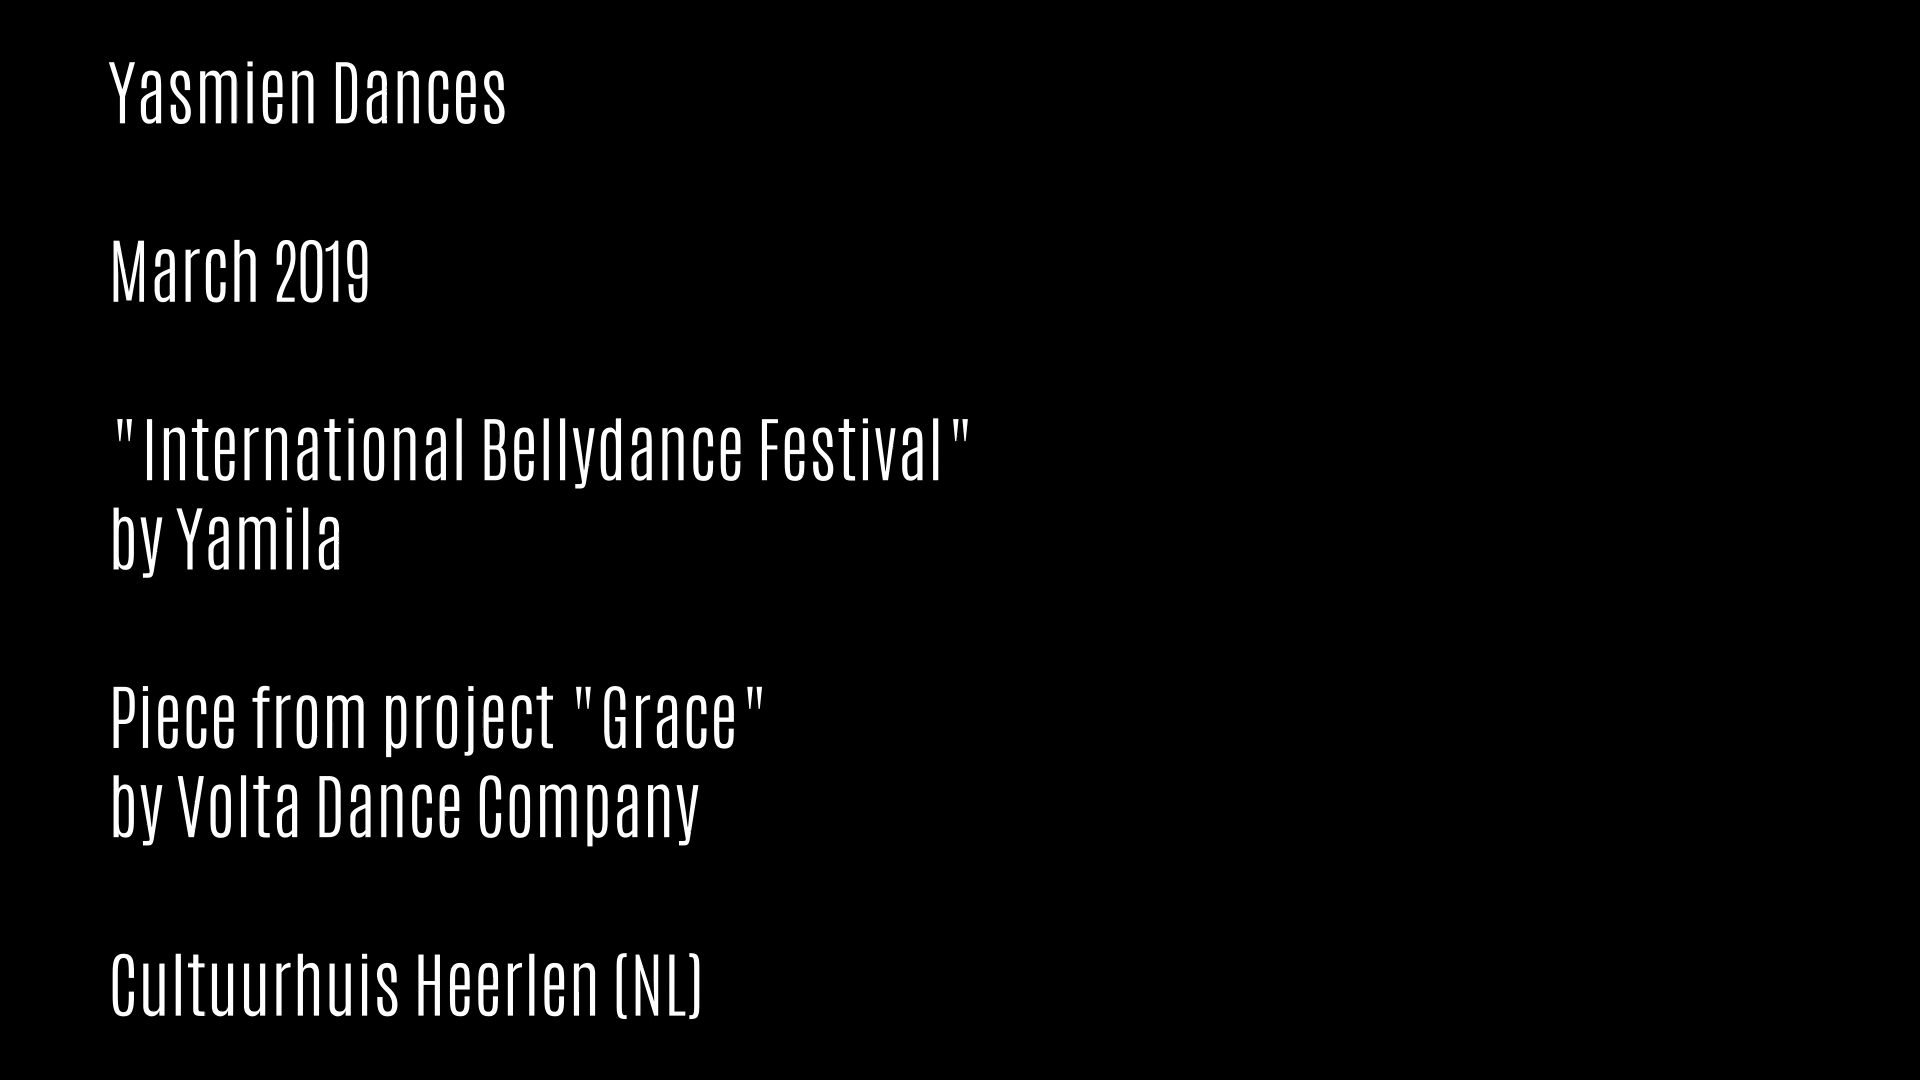 Yasmien Dances
March 2019
"International Bellydance Festival"
by Yamila
Piece from project "Grace"
by Volta Dance Company
Cultuurhuis Heerlen (NL)